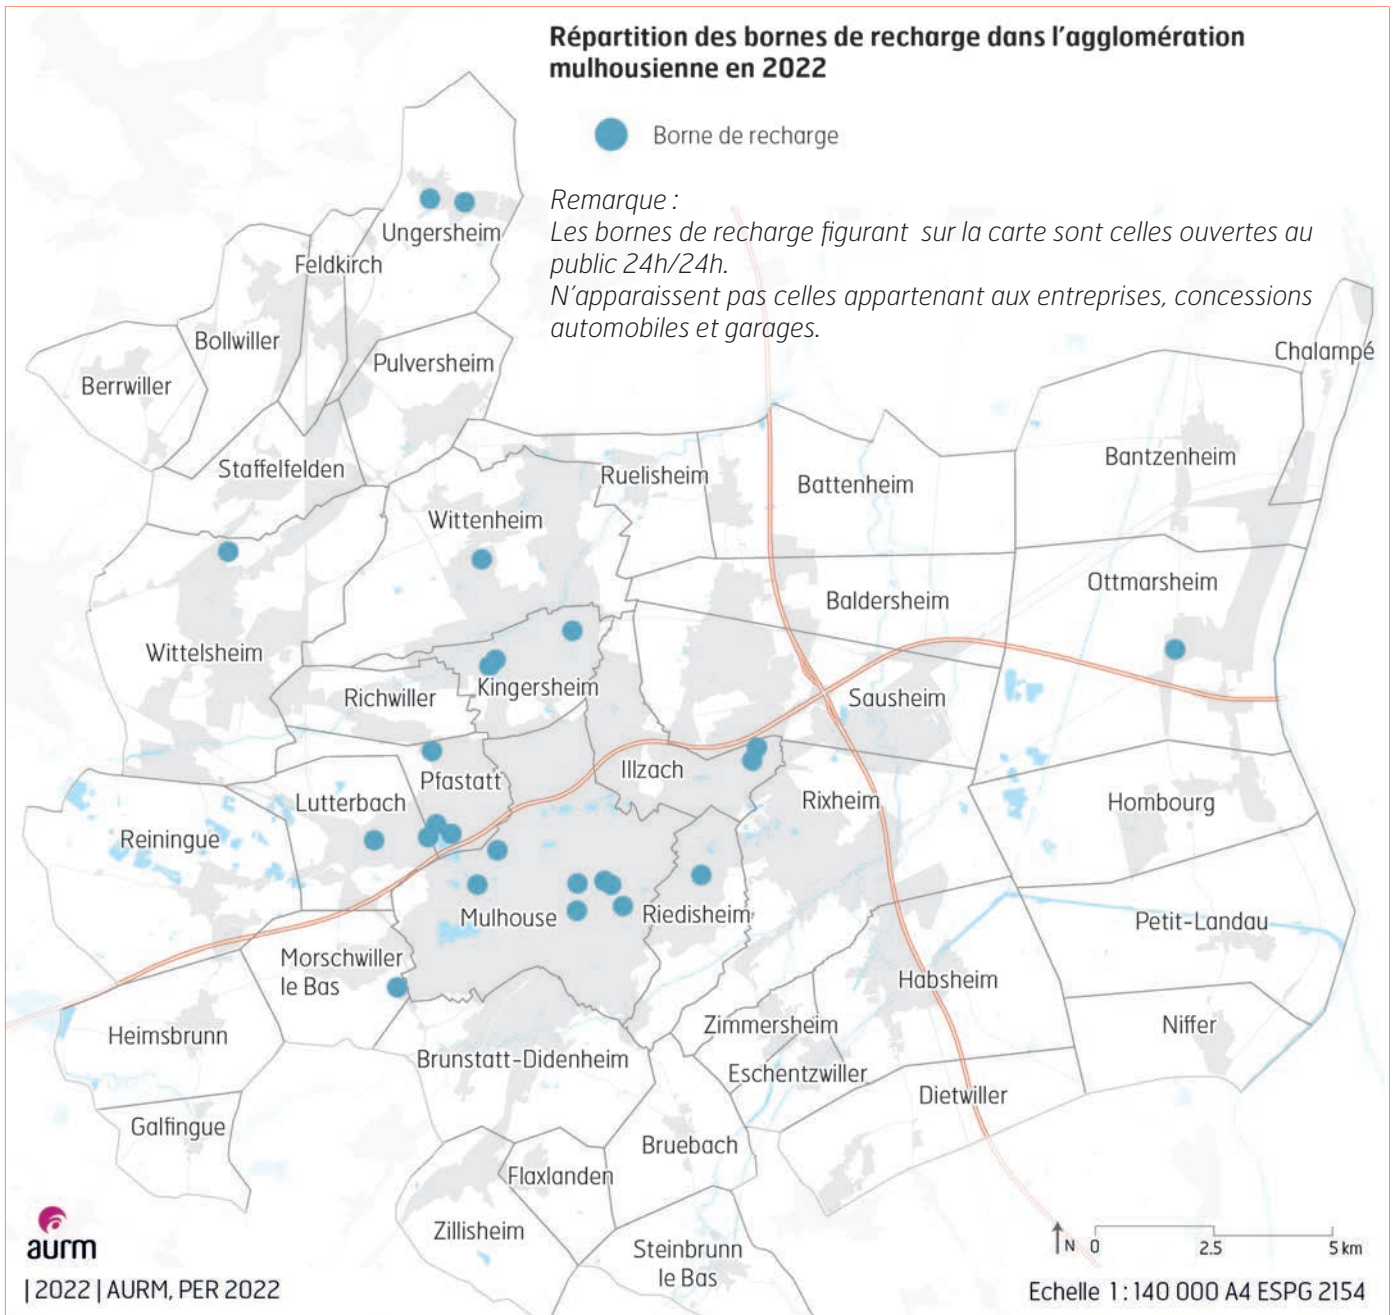 Répartition des bornes de recharge dans l'agglomération
mulhousienne en 2022
Borne de recharge
Remarque :
Les bornes de recharge figurant sur la carte sont celles ouvertes au
public 24h/24h.
N'apparaissent pas celles appartenant aux entreprises, concessions
automobiles et garages.
Ungersheim
Feldkirch
Bollwiller
Pulversheim
Berrwiller
Chalampé
Staffelfelden
Ruelisheim
Battenheim
Bantzenheim
Wittenheim
Ottmarsheim
Baldersheim
Wittelsheim
Richwiller
Kingersheim
Sausheim
Pfastatt
Illzach
Lutterbach
Rixheim
Hombourg
Reiningue
Mulhouse
Riedisheim
Petit-Landau
Morschwiller
le Bas
Habsheim
Heimsbrunn
Zimmersheim
Niffer
Brunstatt-Didenheim
Eschentzwiller
Dietwiller
Galfingue
Bruebach
Flaxlanden
Zillisheim
Steinbrunn
le Bas
aurm
| 2022 | AURM, PER 2022
N 0 2.5 5 km
Echelle 1 : 140 000 A4 ESPG 2154